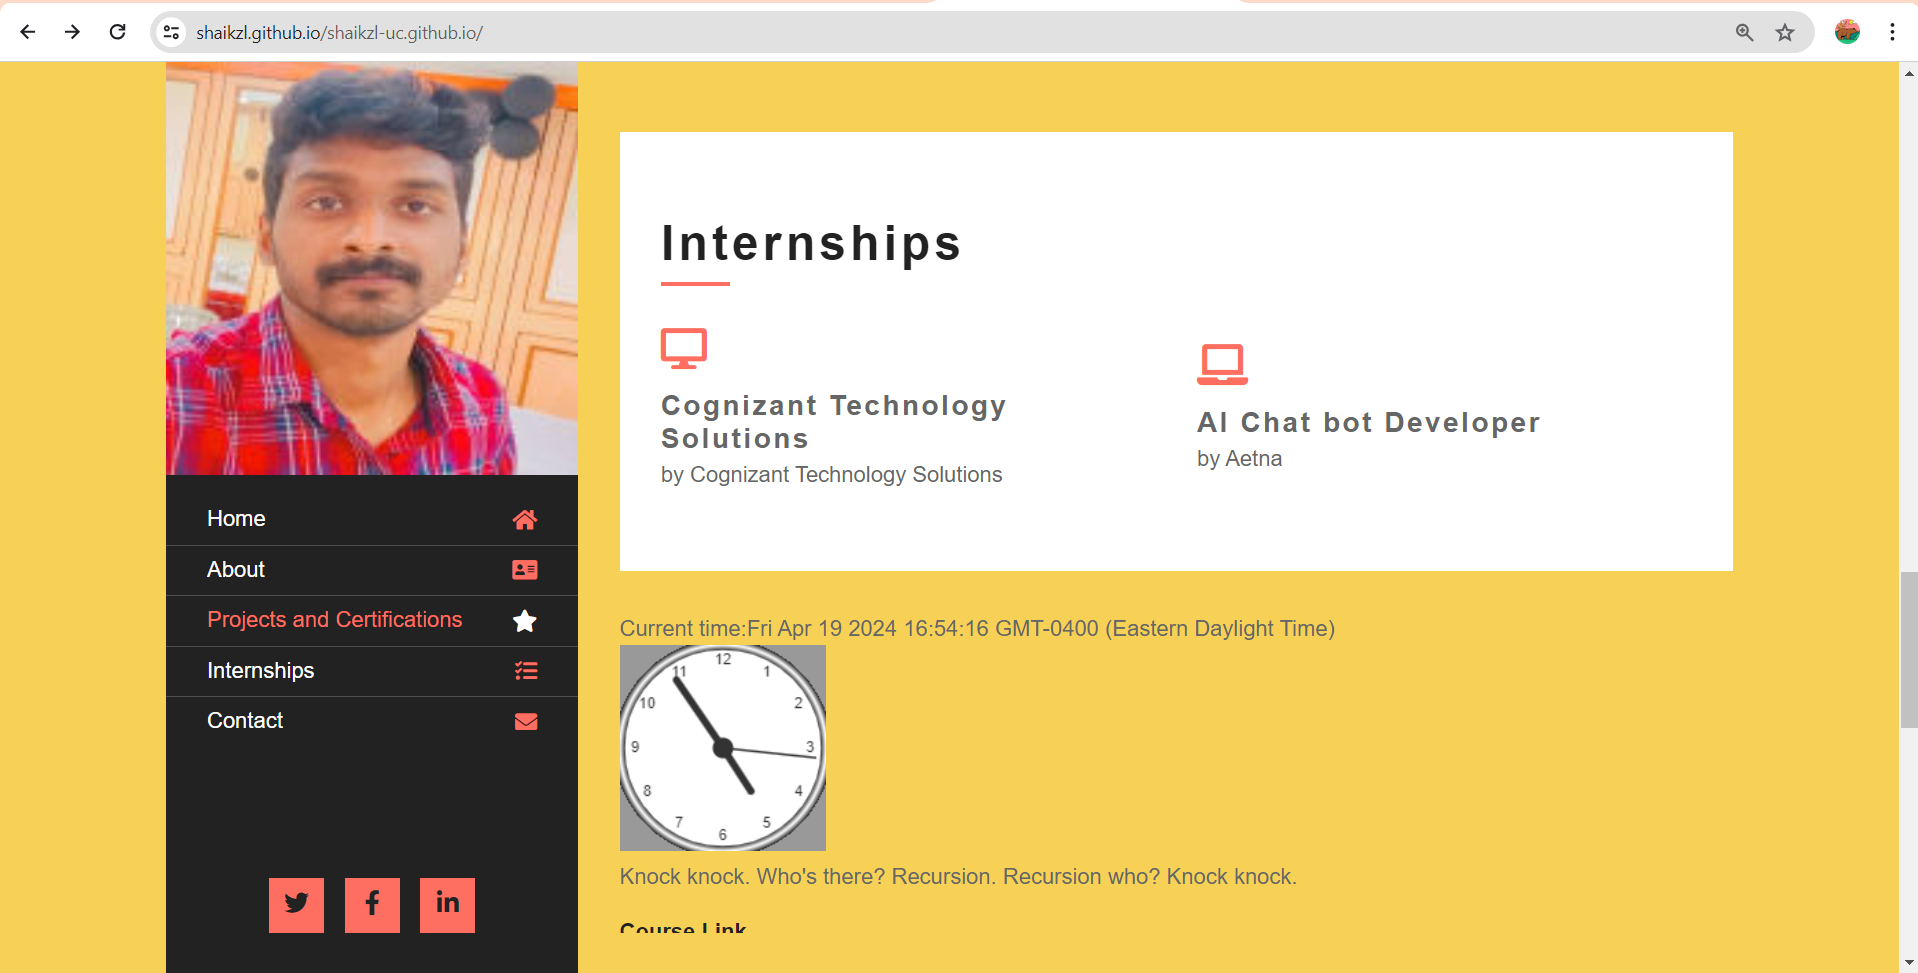 shaikzl.github.io/shaikzl-uc.github.io/
Home
About
Projects and Certifications
Internships
Contact
Internships
Cognizant Technology
Solutions
by Cognizant Technology Solutions
AI Chat bot Developer
by Aetna
Current time:Fri Apr 19 2024 16:54:16 GMT-0400 (Eastern Daylight Time)
12
1
2
3
4
5
6
7
8
9
10
11
Knock knock. Who's there? Recursion. Recursion who? Knock knock.
Course Link